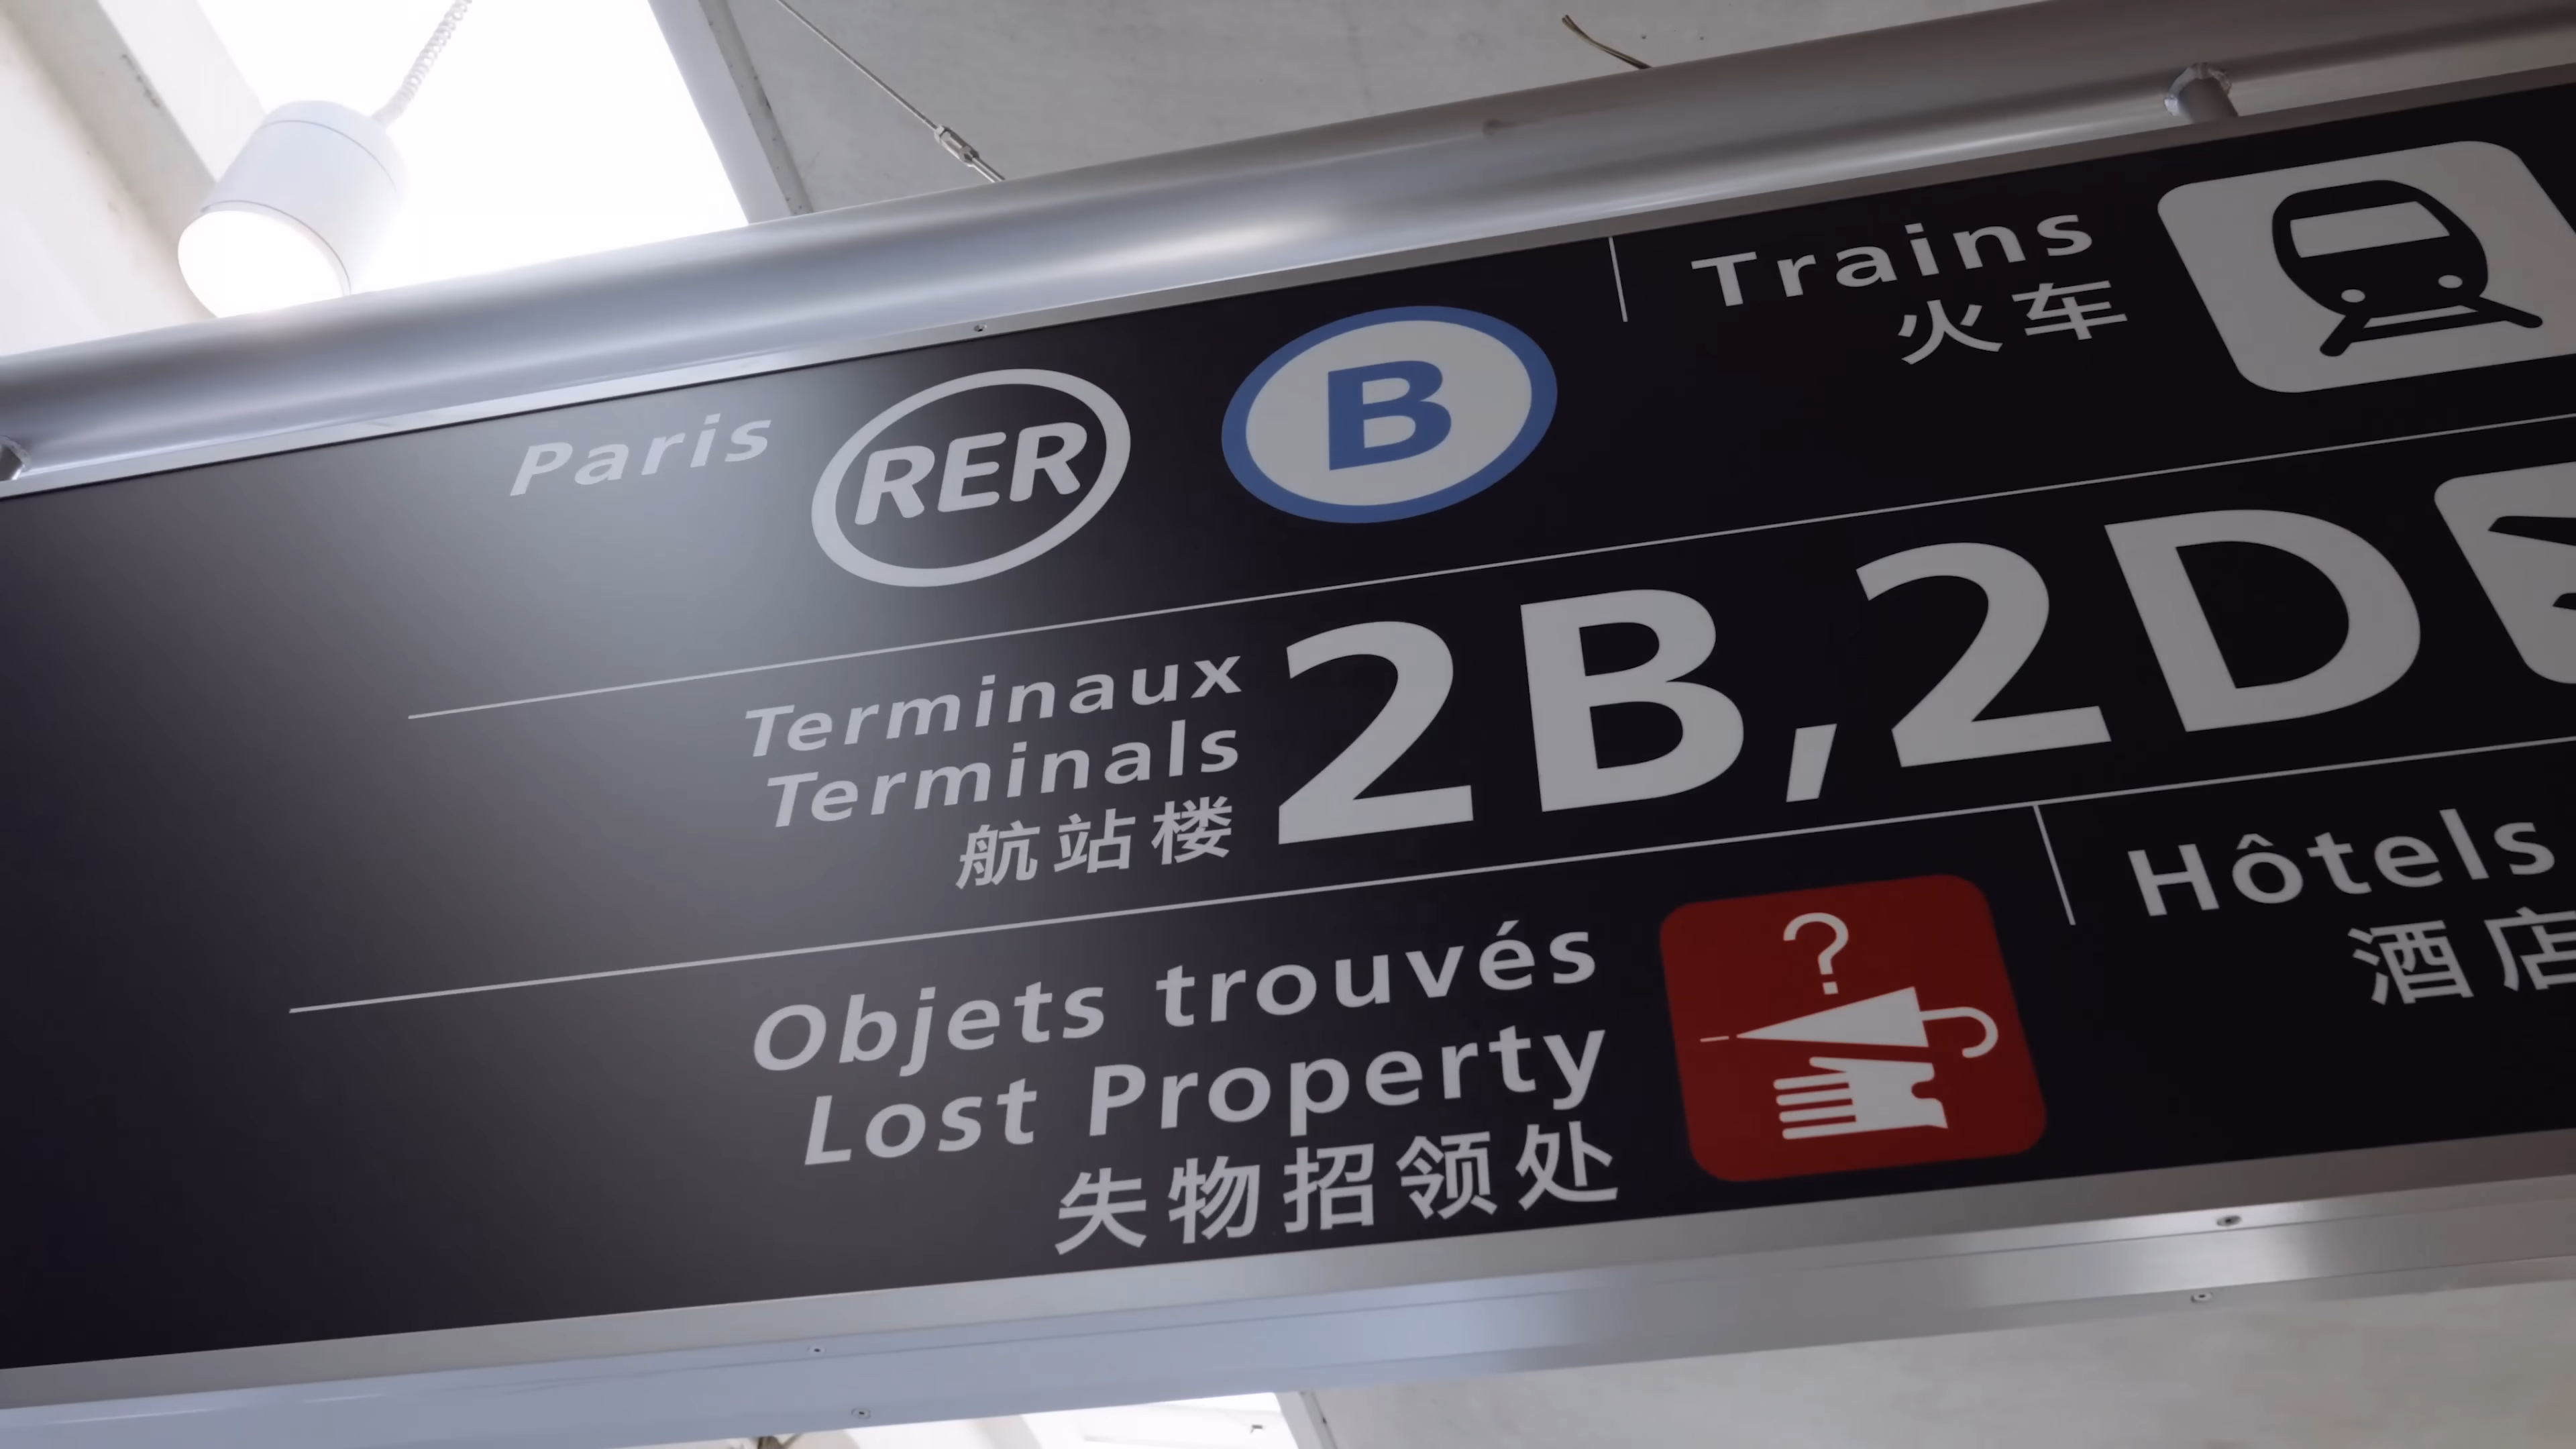 Paris RER B
Trains
火车
Terminaux
Terminals
航站楼
2B,2D
Objets trouvés
Lost Property
失物招领处
?
Hôtels
酒店